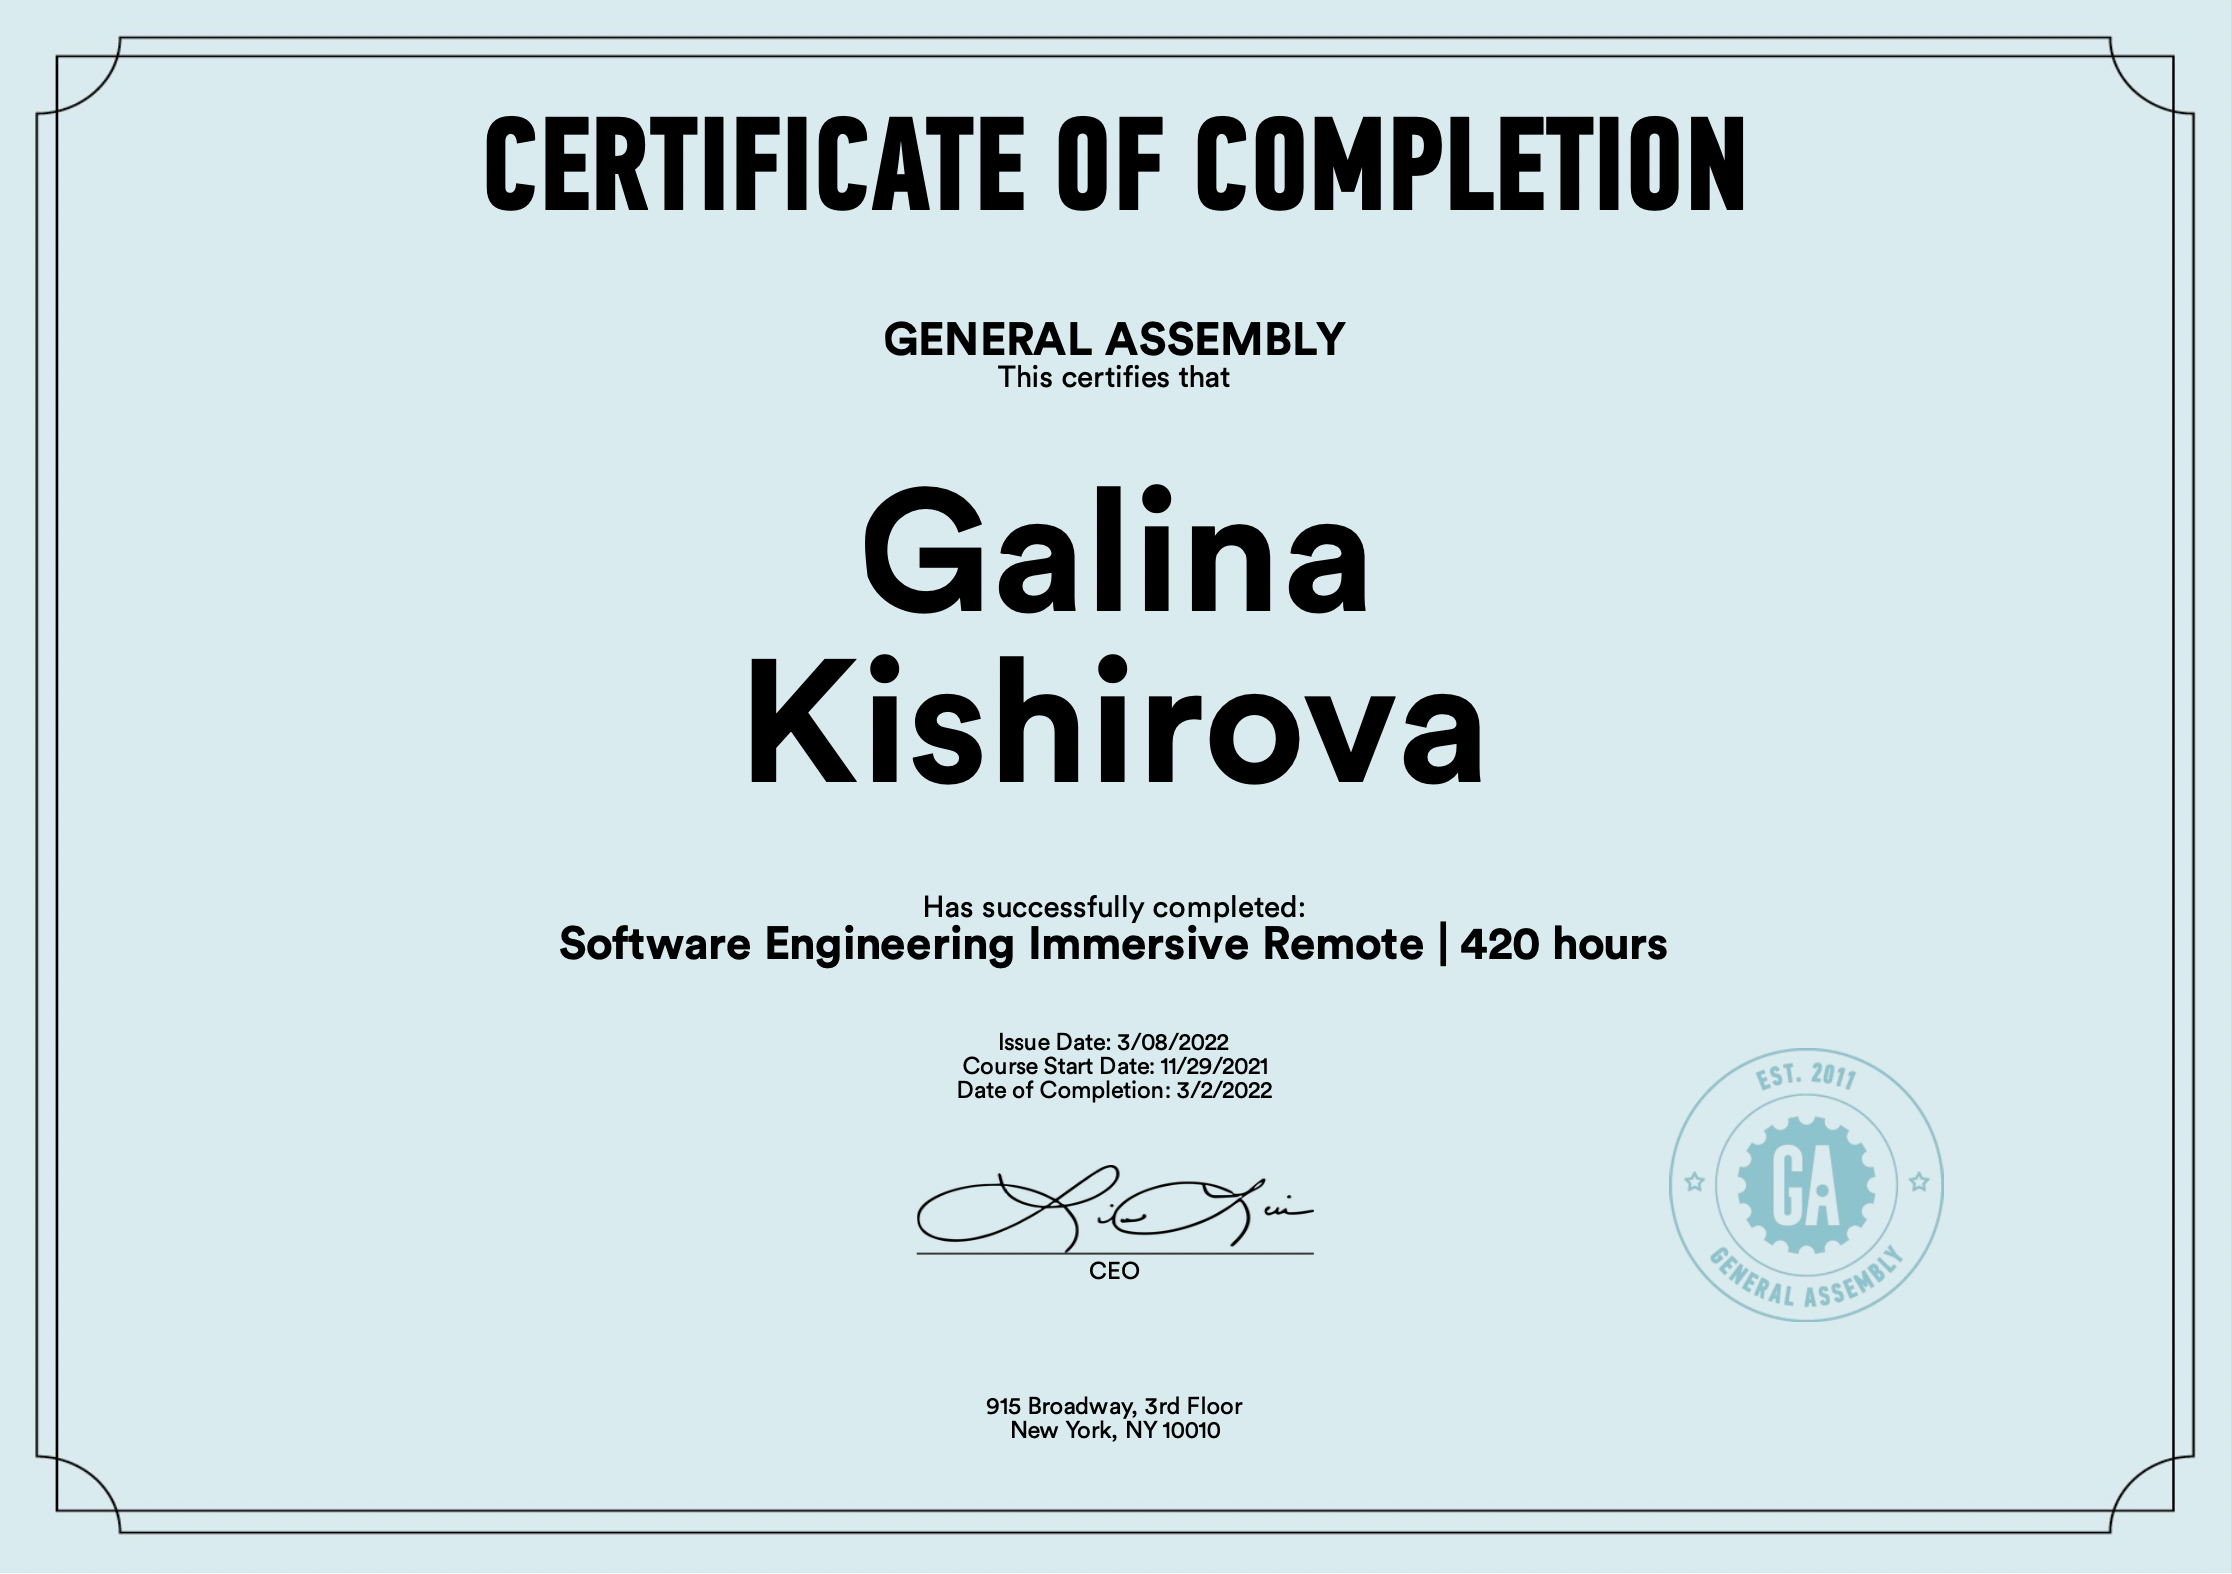 CERTIFICATE OF COMPLETION
GENERAL ASSEMBLY
This certifies that
Galina
Kishirova
Has successfully completed:
Software Engineering Immersive Remote | 420 hours
Issue Date: 3/08/2022
Course Start Date: 11/29/2021
Date of Completion: 3/2/2022
EST. 2011
GA
GENERAL ASSEMBLY
CEO
915 Broadway, 3rd Floor
New York, NY 10010